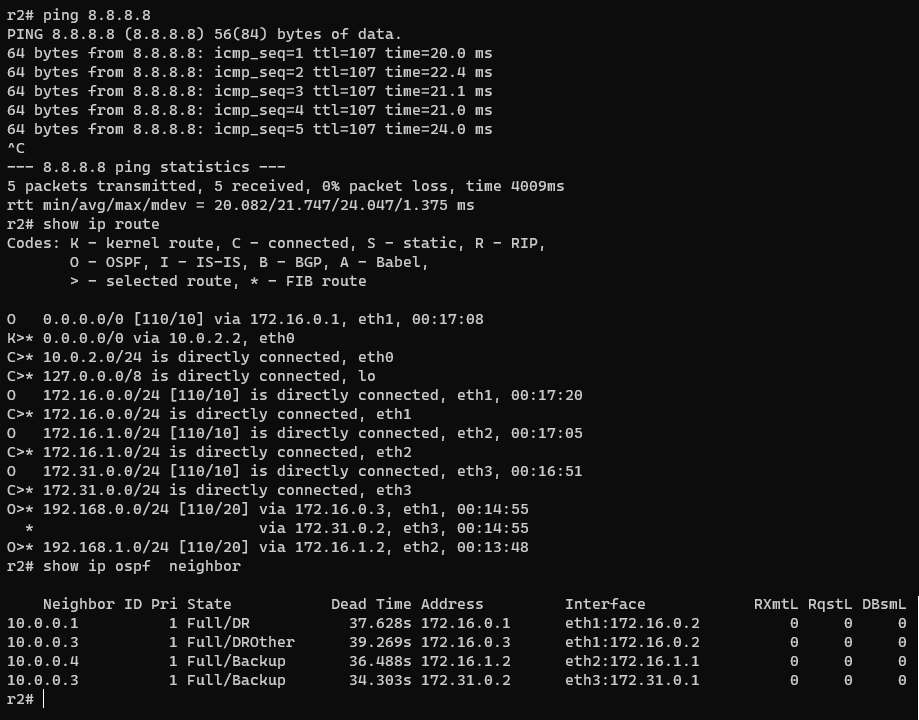 r2# ping 8.8.8.8
PING 8.8.8.8 (8.8.8.8) 56(84) bytes of data.
64 bytes from 8.8.8.8: icmp_seq=1 ttl=107 time=20.0 ms
64 bytes from 8.8.8.8: icmp_seq=2 ttl=107 time=22.4 ms
64 bytes from 8.8.8.8: icmp_seq=3 ttl=107 time=21.1 ms
64 bytes from 8.8.8.8: icmp_seq=4 ttl=107 time=21.0 ms
64 bytes from 8.8.8.8: icmp_seq=5 ttl=107 time=24.0 ms
^C
--- 8.8.8.8 ping statistics ---
5 packets transmitted, 5 received, 0% packet loss, time 4009ms
rtt min/avg/max/mdev = 20.082/21.747/24.047/1.375 ms
r2# show ip route
Codes: K - kernel route, C - connected, S - static, R - RIP,
       O - OSPF, I - IS-IS, B - BGP, A - Babel,
       > - selected route, * - FIB route

O   0.0.0.0/0 [110/10] via 172.16.0.1, eth1, 00:17:08
K>* 0.0.0.0/0 via 10.0.2.2, eth0
C>* 10.0.2.0/24 is directly connected, eth0
C>* 127.0.0.0/8 is directly connected, lo
O   172.16.0.0/24 [110/10] is directly connected, eth1, 00:17:20
C>* 172.16.0.0/24 is directly connected, eth1
O   172.16.1.0/24 [110/10] is directly connected, eth2, 00:17:05
C>* 172.16.1.0/24 is directly connected, eth2
O   172.31.0.0/24 [110/10] is directly connected, eth3, 00:16:51
C>* 172.31.0.0/24 is directly connected, eth3
O>* 192.168.0.0/24 [110/20] via 172.16.0.3, eth1, 00:14:55
  *                         via 172.31.0.2, eth3, 00:14:55
O>* 192.168.1.0/24 [110/20] via 172.16.1.2, eth2, 00:13:48
r2# show ip ospf  neighbor

    Neighbor ID Pri State           Dead Time Address         Interface            RXmtL RqstL DBsmL
10.0.0.1          1 Full/DR           37.628s 172.16.0.1      eth1:172.16.0.2          0     0     0
10.0.0.3          1 Full/DROther      39.269s 172.16.0.3      eth1:172.16.0.2          0     0     0
10.0.0.4          1 Full/Backup       36.488s 172.16.1.2      eth2:172.16.1.1          0     0     0
10.0.0.3          1 Full/Backup       34.303s 172.31.0.2      eth3:172.31.0.1          0     0     0
r2#